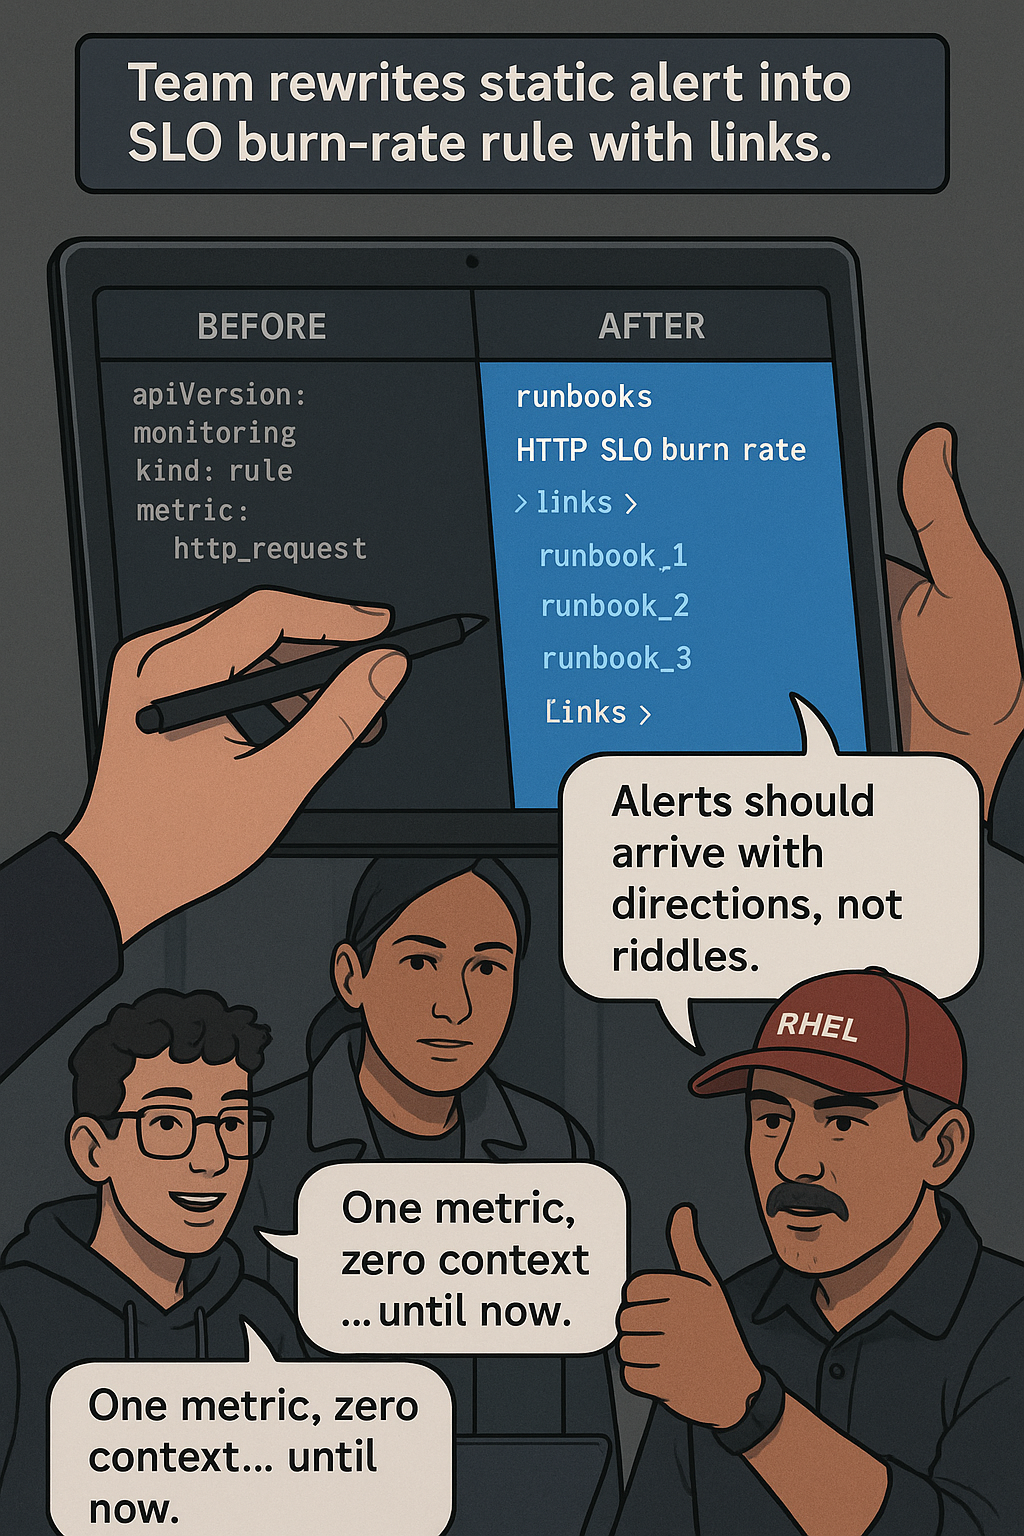 Team rewrites static alert into
SLO burn-rate rule with links.
BEFORE
apiVersion:
monitoring
kind: rule
metric:
http_request
AFTER
runbooks
HTTP SLO burn rate
> links >
runbook_1
runbook_2
runbook_3
Links >
Alerts should
arrive with
directions, not
riddles.
RHEL
One metric,
zero context
...until now.
One metric, zero
context... until
now.